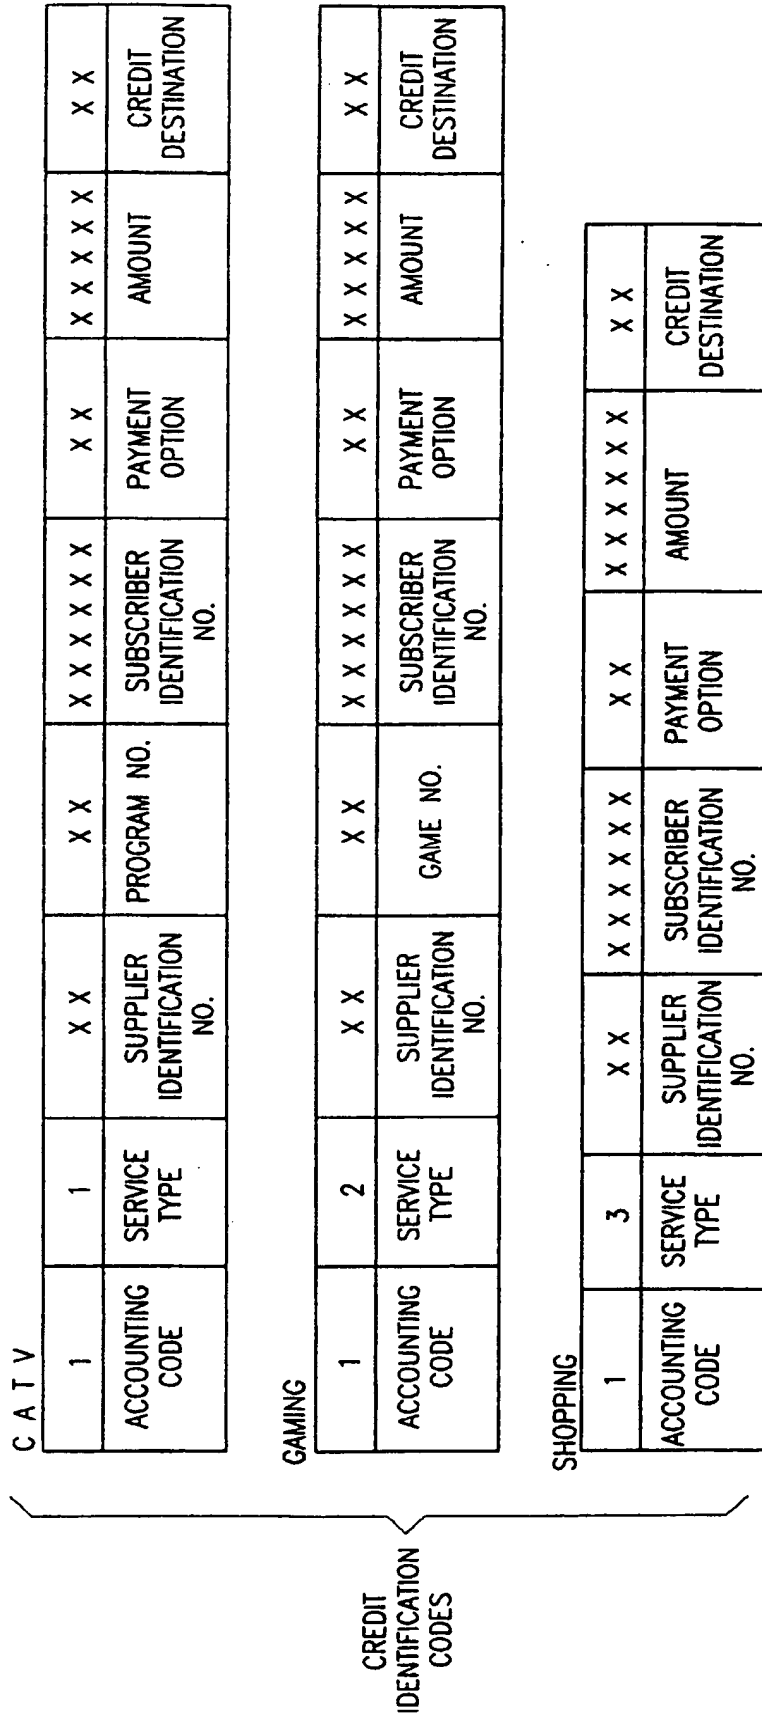 C A T V
1
1
X X
X X
X X X X X X X
X X
X X X X X X
X X
ACCOUNTING
CODE
SERVICE
TYPE
SUPPLIER
IDENTIFICATION
NO.
PROGRAM NO.
SUBSCRIBER
IDENTIFICATION
NO.
PAYMENT
OPTION
AMOUNT
CREDIT
DESTINATION
GAMING
1
2
X X
X X
X X X X X X X
X X
X X X X X X
X X
ACCOUNTING
CODE
SERVICE
TYPE
SUPPLIER
IDENTIFICATION
NO.
GAME NO.
SUBSCRIBER
IDENTIFICATION
NO.
PAYMENT
OPTION
AMOUNT
CREDIT
DESTINATION
CREDIT
IDENTIFICATION
CODES
SHOPPING
1
3
X X
X X X X X X X
X X
X X X X X X X
X X
ACCOUNTING
CODE
SERVICE
TYPE
SUPPLIER
IDENTIFICATION
NO.
SUBSCRIBER
IDENTIFICATION
NO.
PAYMENT
OPTION
AMOUNT
CREDIT
DESTINATION